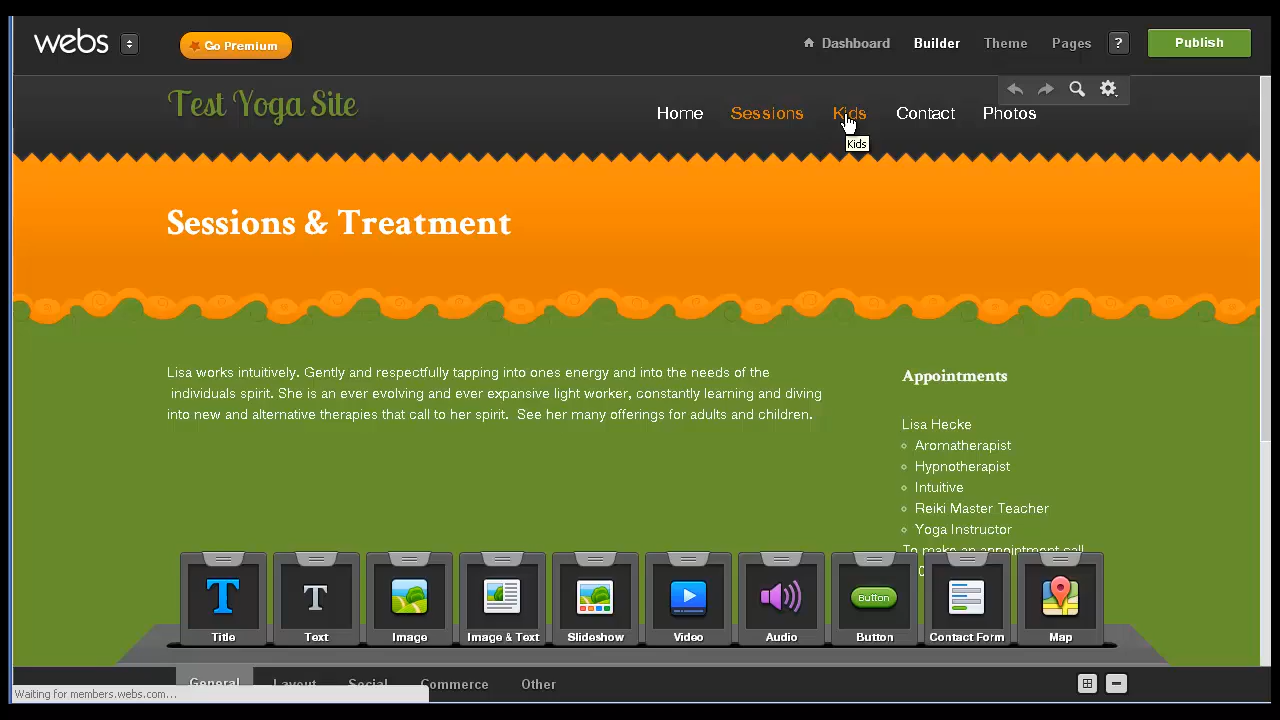 webs
Go Premium
Dashboard
Builder
Theme
Pages
?
Publish
Test Yoga Site
Home
Sessions
Kids
Contact
Photos
Kids
Sessions & Treatment
Lisa works intuitively. Gently and respectfully tapping into ones energy and into the needs of the
individuals spirit. She is an ever evolving and ever expansive light worker, constantly learning and diving
into new and alternative therapies that call to her spirit.  See her many offerings for adults and children.
Appointments
Lisa Hecke
Aromatherapist
Hypnotherapist
Intuitive
Reiki Master Teacher
Yoga Instructor
To make an appointment call
T
Title
T
Text
Image
Image & Text
Slideshow
Video
Audio
Button
Button
Contact Form
Map
General
Layout
Social
Commerce
Other
Waiting for members.webs.com...